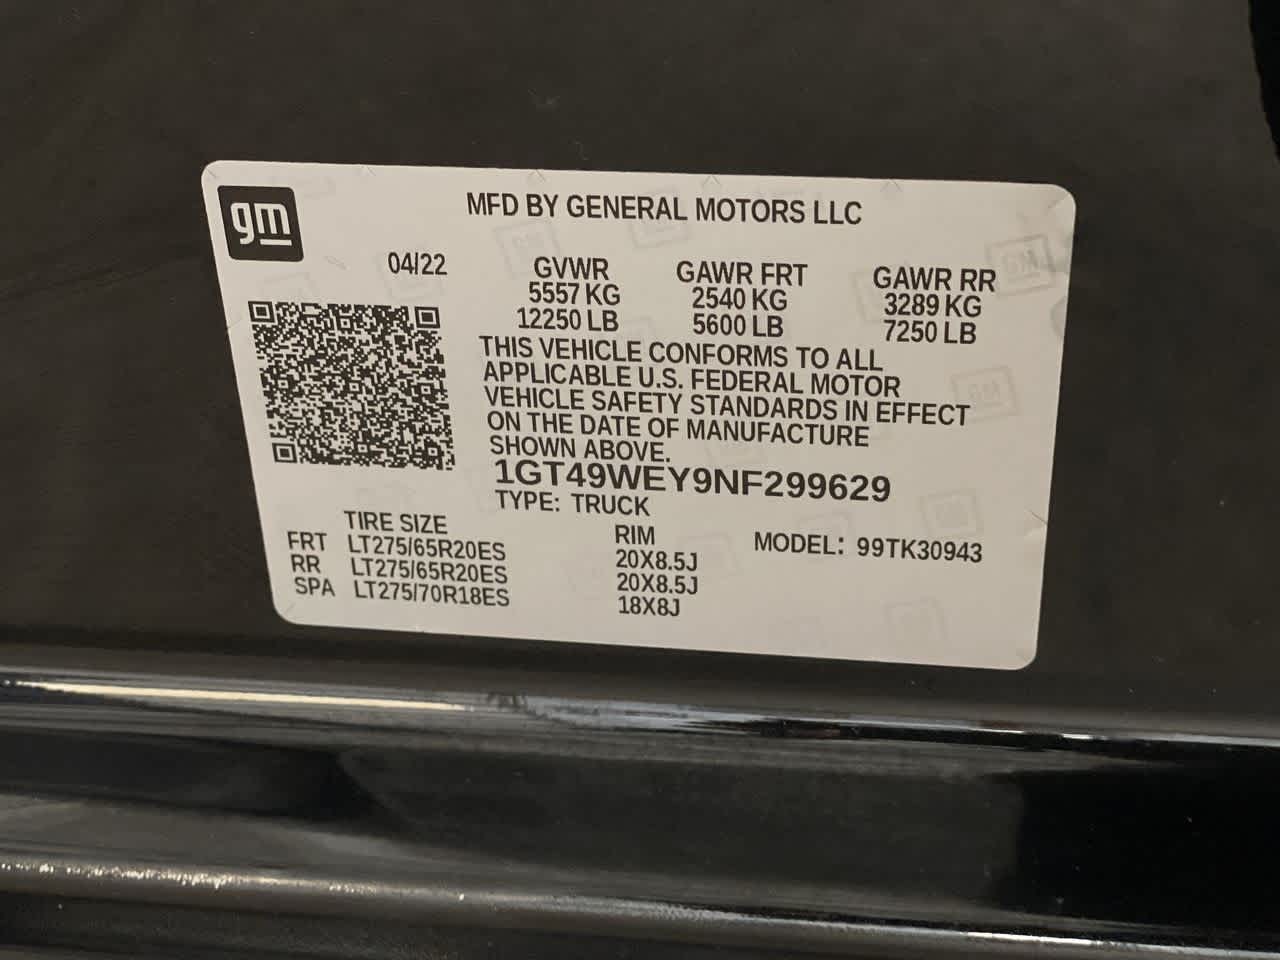 gm
MFD BY GENERAL MOTORS LLC
04/22 GVWR GAWR FRT GAWR RR
5557 KG 2540 KG 3289 KG
12250 LB 5600 LB 7250 LB
THIS VEHICLE CONFORMS TO ALL
APPLICABLE U.S. FEDERAL MOTOR
VEHICLE SAFETY STANDARDS IN EFFECT
ON THE DATE OF MANUFACTURE
SHOWN ABOVE.
1GT49WEY9NF299629
TYPE: TRUCK
TIRE SIZE RIM MODEL: 99TK30943
FRT LT275/65R20ES 20X8.5J
RR LT275/65R20ES 20X8.5J
SPA LT275/70R18ES 18X8J